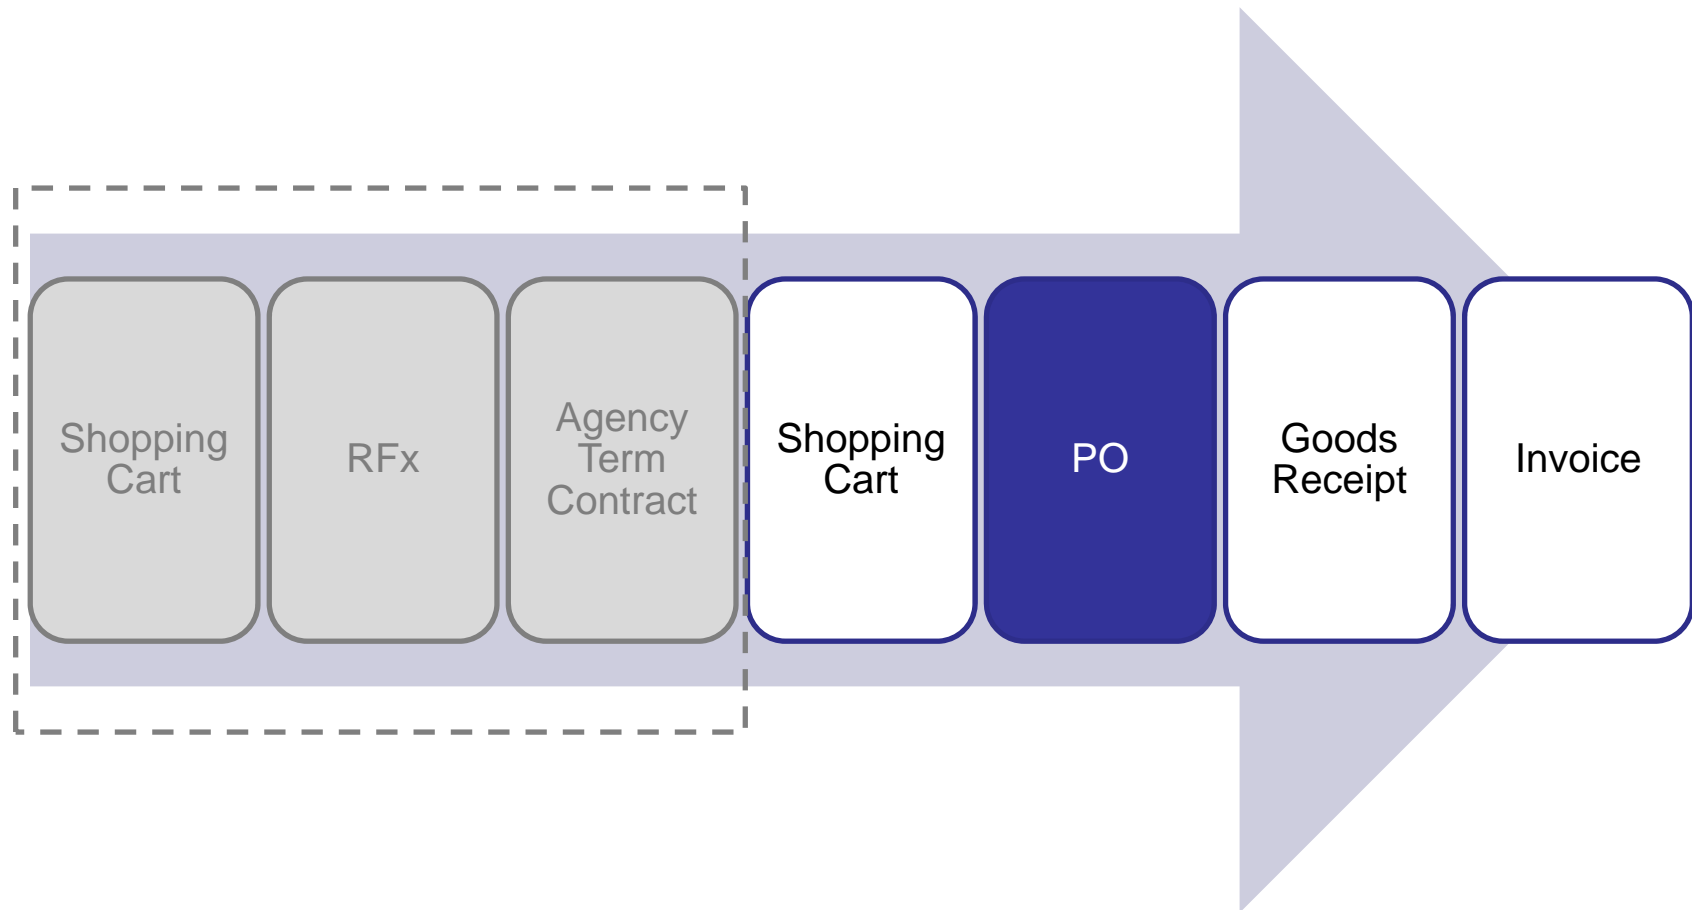 Shopping
Cart
RFx
Agency
Term
Contract
Shopping
Cart
PO
Goods
Receipt
Invoice